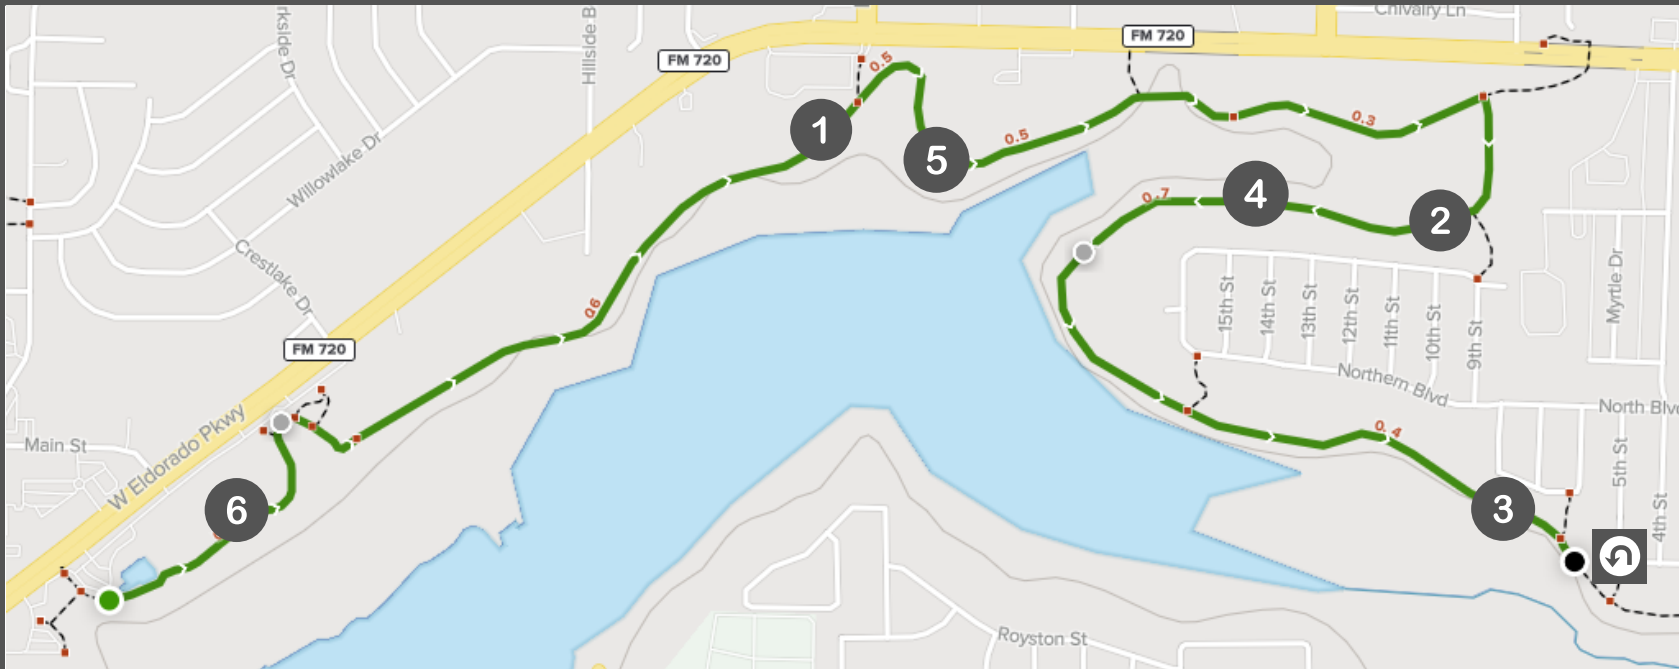 Chivalry Ln
rkside Dr
Hillside B
FM 720
FM 720
0.5
1
5
0.5
0.3
Willowlake Dr
0.7
4
2
Crestlake Dr
0.6
15th St
14th St
13th St
12th St
11th St
10th St
9th St
Myrtle Dr
FM 720
Northern Blvd
North Blv
W Eldorado Pkwy
Main St
0.4
5th St
4th St
6
3
Royston St